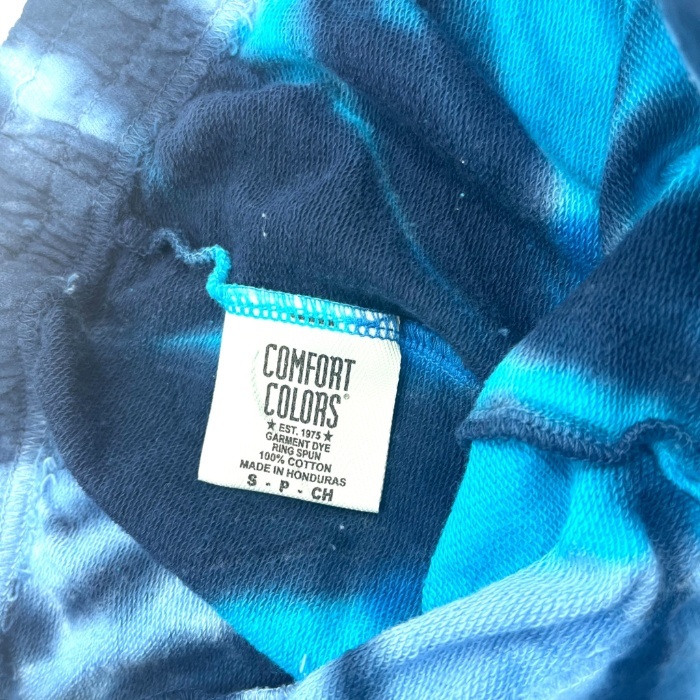 COMFORT
COLORS®
★ EST. 1975 ★
GARMENT DYE
RING SPUN
100% COTTON
MADE IN HONDURAS
S - P - CH